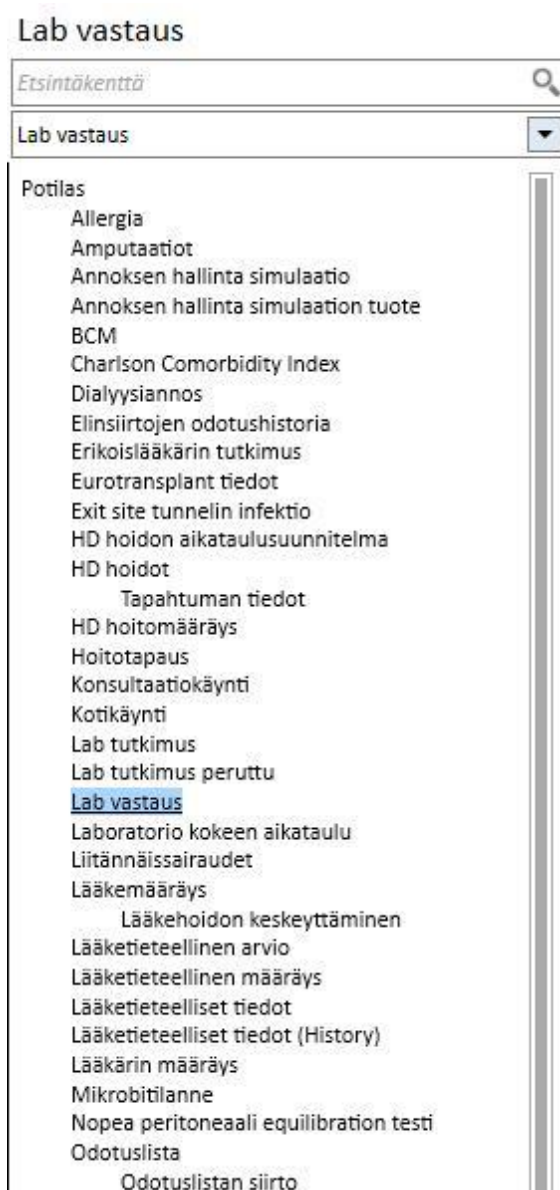 Lab vastaus
Etsintäkenttä
Lab vastaus
Potilas
Allergia
Amputaatiot
Annoksen hallinta simulaatio
Annoksen hallinta simulaation tuote
BCM
Charlson Comorbidity Index
Dialyysiannos
Elinsiirtojen odotushistoria
Erikoislääkärin tutkimus
Eurotransplant tiedot
Exit site tunnelin infektio
HD hoidon aikataulusuunnitelma
HD hoidot
Tapahtuman tiedot
HD hoitomääräys
Hoitotapaus
Konsultaatiokäynti
Kotikäynti
Lab tutkimus
Lab tutkimus peruttu
Lab vastaus
Laboratorio kokeen aikataulu
Liitännäissairaudet
Lääkemääräys
Lääkehoidon keskeyttäminen
Lääketieteellinen arvio
Lääketieteellinen määräys
Lääketieteelliset tiedot
Lääketieteelliset tiedot (History)
Lääkärin määräys
Mikrobitilanne
Nopea peritoneaali equilibration testi
Odotuslista
Odotuslistan siirto